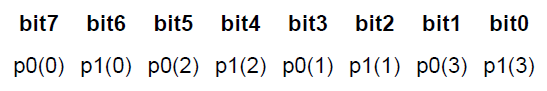 bit7 bit6 bit5 bit4 bit3 bit2 bit1 bit0
p0(0) p1(0) p0(2) p1(2) p0(1) p1(1) p0(3) p1(3)